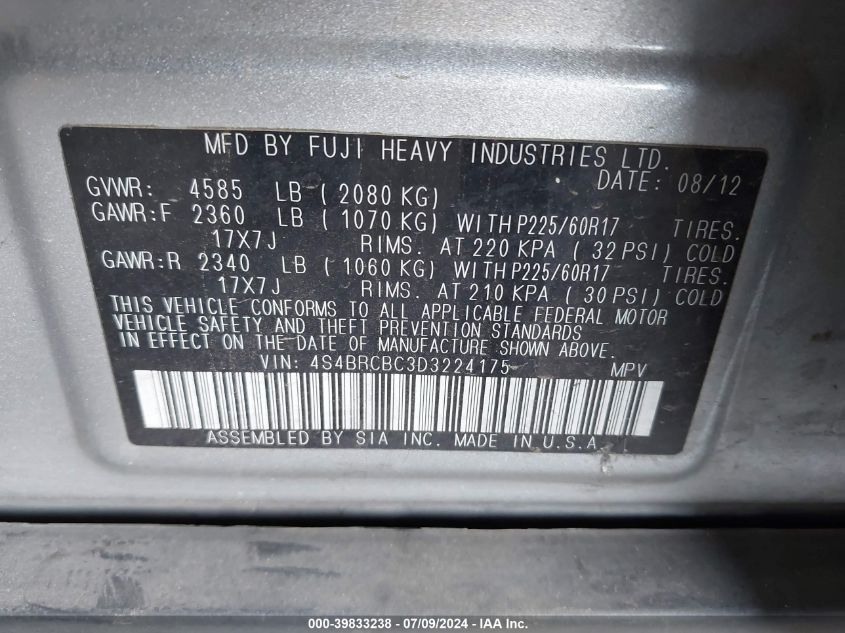 MFD BY FUJI HEAVY INDUSTRIES LTD.
DATE: 08/12
GVWR: 4585 LB ( 2080 KG)
GAWR:F 2360 LB ( 1070 KG) WITH P225/60R17 TIRES.
17X7J RIMS. AT 220 KPA ( 32 PSI) COLD
GAWR:R 2340 LB ( 1060 KG) WITH P225/60R17 TIRES.
17X7J RIMS. AT 210 KPA ( 30 PSI) COLD
THIS VEHICLE CONFORMS TO ALL APPLICABLE FEDERAL MOTOR
VEHICLE SAFETY AND THEFT PREVENTION STANDARDS
IN EFFECT ON THE DATE OF MANUFACTURE SHOWN ABOVE.
VIN: 4S4BRCBC3D3224175 MPV
ASSEMBLED BY SIA INC. MADE IN U.S.A.
000-39833238 - 07/09/2024 - IAA Inc.